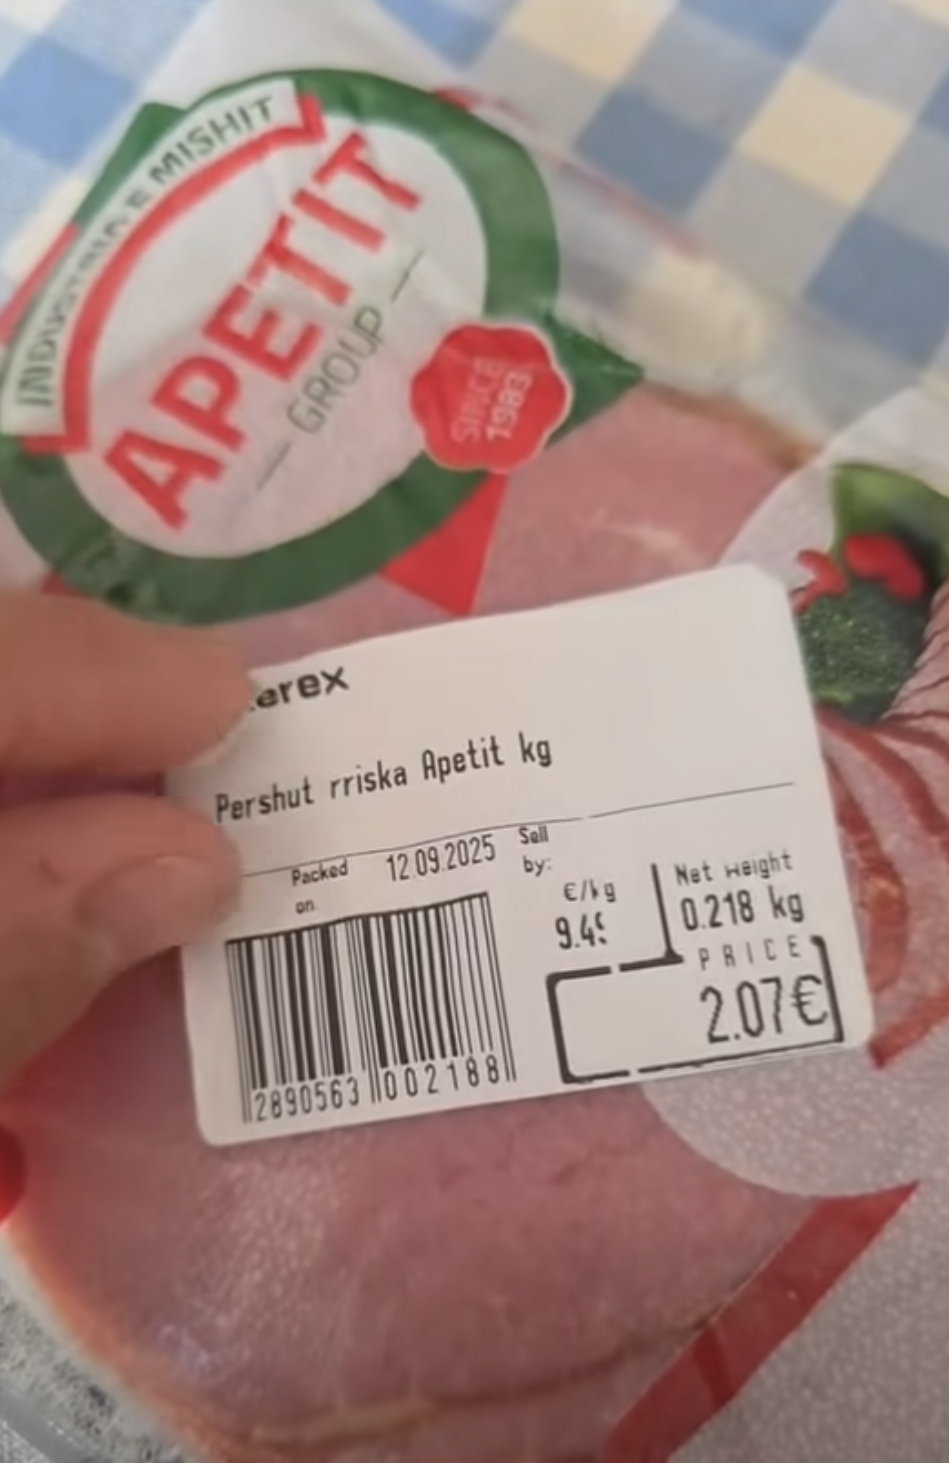 INDUSTRIA E MISHIT
APETIT
GROUP
SINCE
1983
Pershut rriska Apetit kg
Packed on 12.09.2025 Sell by:
€/kg
Net weight
0.218 kg
PRICE
2.07€
2890563 002188